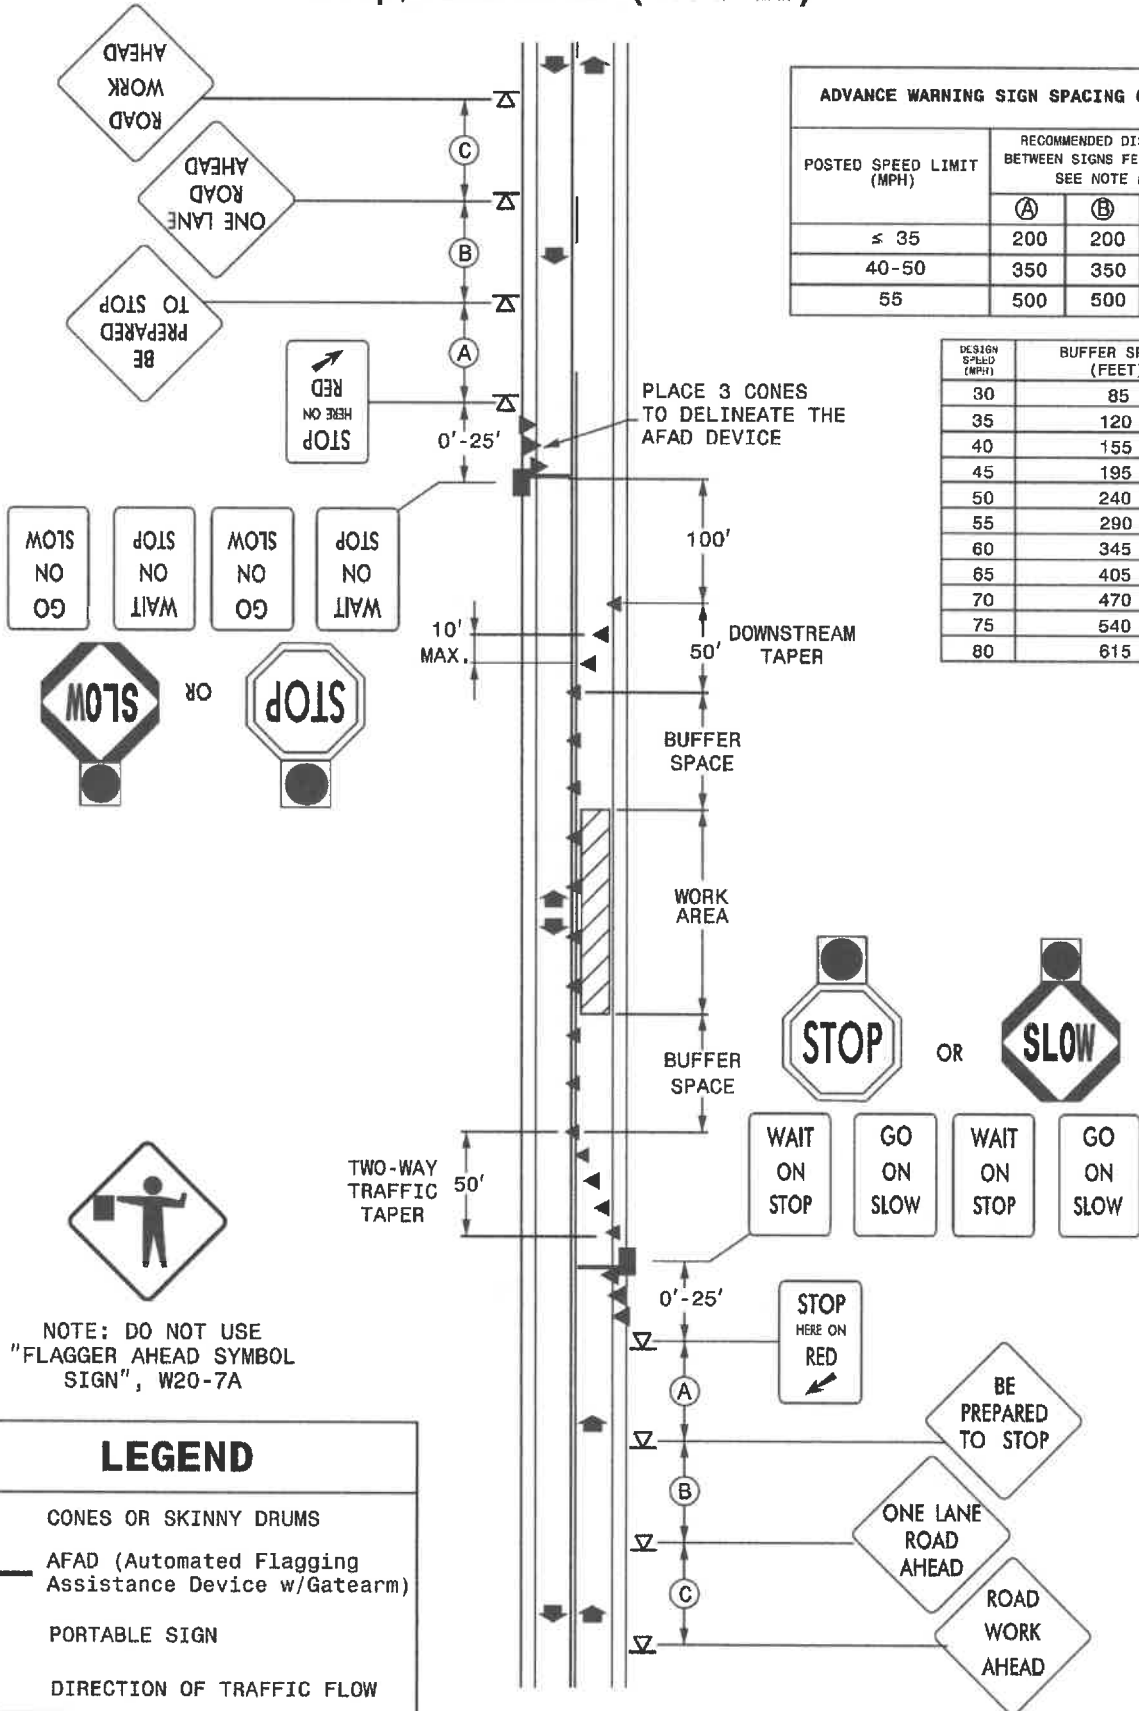 AHEAD
WORK
ROAD
AHEAD
ROAD
ONE LANE
TO STOP
PREPARED
BE
RED
HERE ON
STOP
C
B
A
0'-25'
PLACE 3 CONES
TO DELINEATE THE
AFAD DEVICE
ADVANCE WARNING SIGN SPACING
POSTED SPEED LIMIT
(MPH)
RECOMMENDED
BETWEEN SIGNS
SEE NOTE
A B
≤ 35 200 200
40-50 350 350
55 500 500
DESIGN
SPEED
(MPH)
BUFFER
(FEET)
30 85
35 120
40 155
45 195
50 240
55 290
60 345
65 405
70 470
75 540
80 615
SLOW
ON
GO
STOP
ON
WAIT
SLOW
ON
GO
STOP
ON
WAIT
SLOW
OR
STOP
100'
10'
MAX.
50'
DOWNSTREAM
TAPER
BUFFER
SPACE
WORK
AREA
BUFFER
SPACE
STOP
OR
SLOW
WAIT
ON
STOP
GO
ON
SLOW
WAIT
ON
STOP
GO
ON
SLOW
TWO-WAY
TRAFFIC
TAPER
50'
0'-25'
STOP
HERE ON
RED
A
B
C
BE
PREPARED
TO STOP
ONE LANE
ROAD
AHEAD
ROAD
WORK
AHEAD
NOTE: DO NOT USE
"FLAGGER AHEAD SYMBOL
SIGN", W20-7A
LEGEND
CONES OR SKINNY DRUMS
AFAD (Automated Flagging
Assistance Device w/Gatearm)
PORTABLE SIGN
DIRECTION OF TRAFFIC FLOW